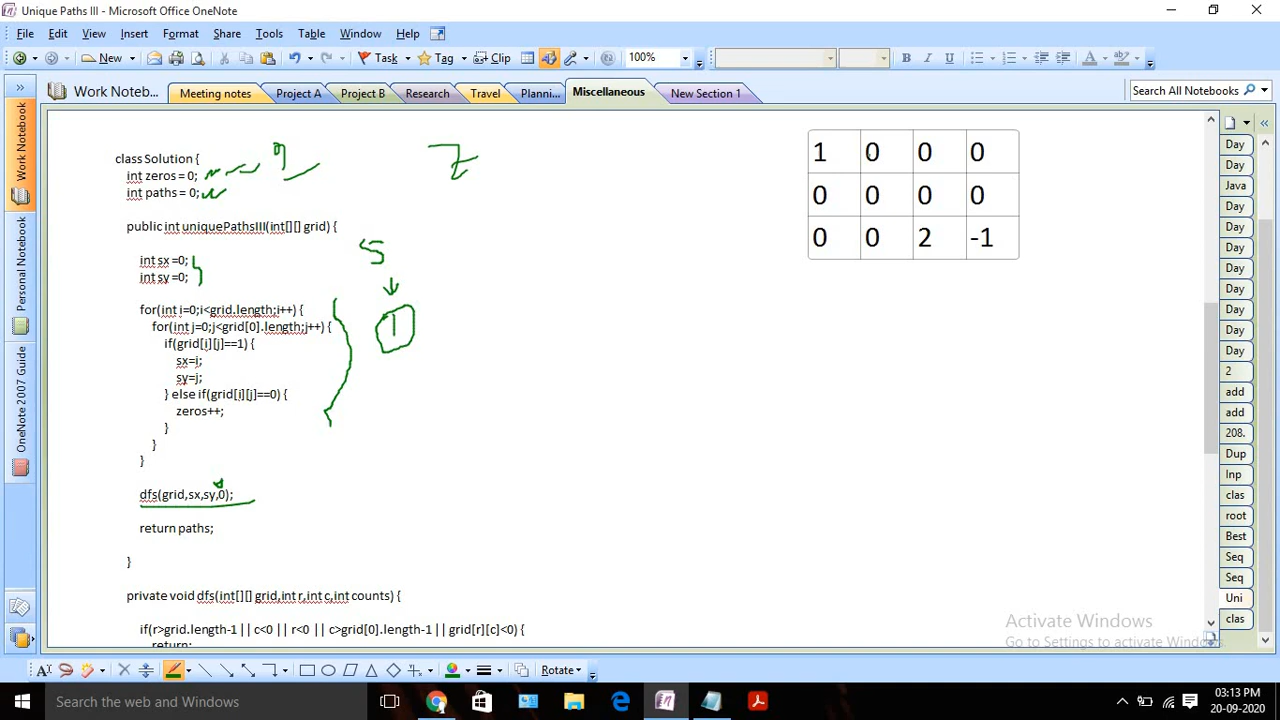 Unique Paths III - Microsoft Office OneNote
File Edit View Insert Format Share Tools Table Window Help
New Task Tag Clip 100%
Work Noteb... Meeting notes Project A Project B Research Travel Planni... Miscellaneous New Section 1 Search All Notebooks
Work Notebook
Personal Notebook
OneNote 2007 Guide
class Solution {
int zeros = 0;
int paths = 0;
public int uniquePathsIII(int[][] grid) {
int sx =0;
int sy =0;
for(int i=0;i<grid.length;i++) {
for(int j=0;j<grid[0].length;j++) {
if(grid[i][j]==1) {
sx=i;
sy=j;
} else if(grid[i][j]==0) {
zeros++;
}
}
}
dfs(grid,sx,sy,0);
return paths;
}
private void dfs(int[][] grid,int r,int c,int counts) {
if(r>grid.length-1 || c<0 || r<0 || c>grid[0].length-1 || grid[r][c]<0) {
return;
9
Z
S
1
1 0 0 0
0 0 0 0
0 0 2 -1
Day
Day
Java
Day
Day
Day
Day
Day
Day
Day
Day
2
add
add
208.
Dup
Inp
clas
root
Best
Seq
Seq
Uni
clas
Activate Windows
Go to Settings to activate Windows.
Rotate
Search the web and Windows
03:13 PM
20-09-2020